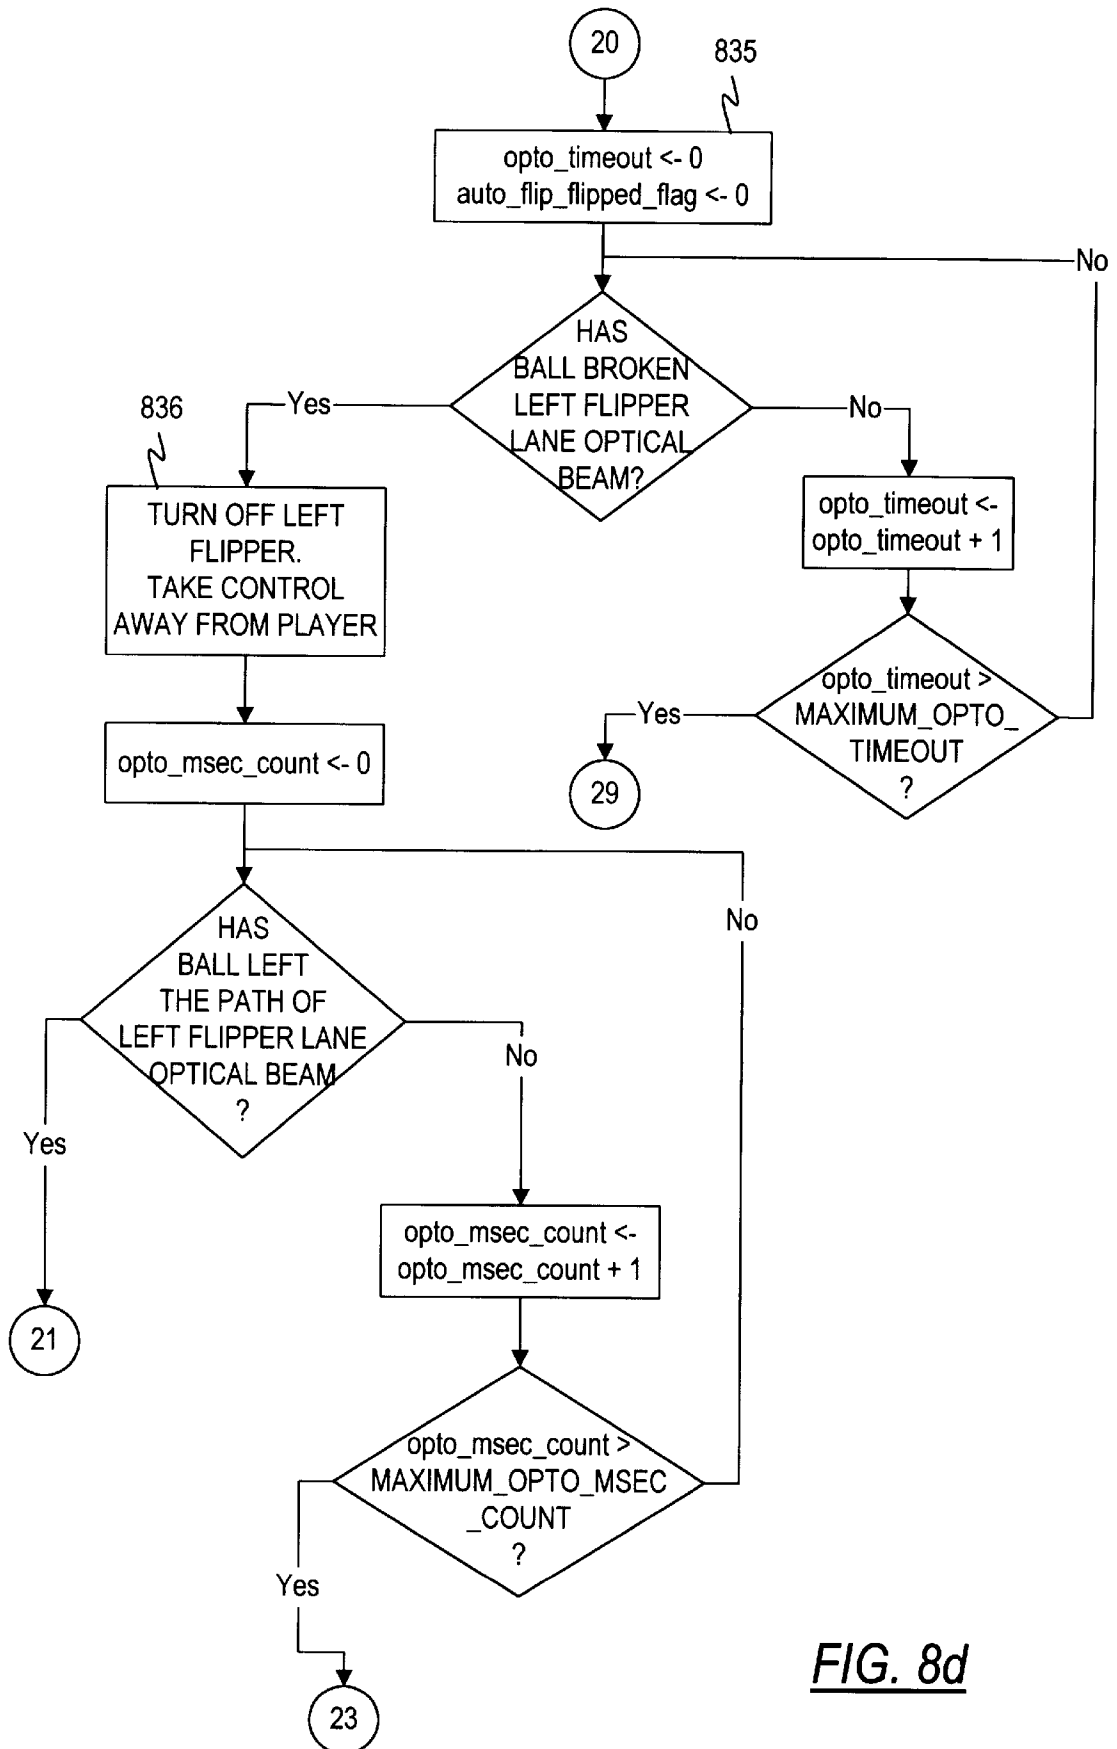 20
835
opto_timeout <- 0
auto_flip_flipped_flag <- 0
No
HAS
BALL BROKEN
LEFT FLIPPER
LANE OPTICAL
BEAM?
Yes
No
836
TURN OFF LEFT
FLIPPER.
TAKE CONTROL
AWAY FROM PLAYER
opto_timeout <-
opto_timeout + 1
opto_timeout >
MAXIMUM_OPTO_
TIMEOUT
?
Yes
29
opto_msec_count <- 0
No
HAS
BALL LEFT
THE PATH OF
LEFT FLIPPER LANE
OPTICAL BEAM
?
No
Yes
opto_msec_count <-
opto_msec_count + 1
21
opto_msec_count >
MAXIMUM_OPTO_MSEC
_COUNT
?
Yes
23
FIG. 8d